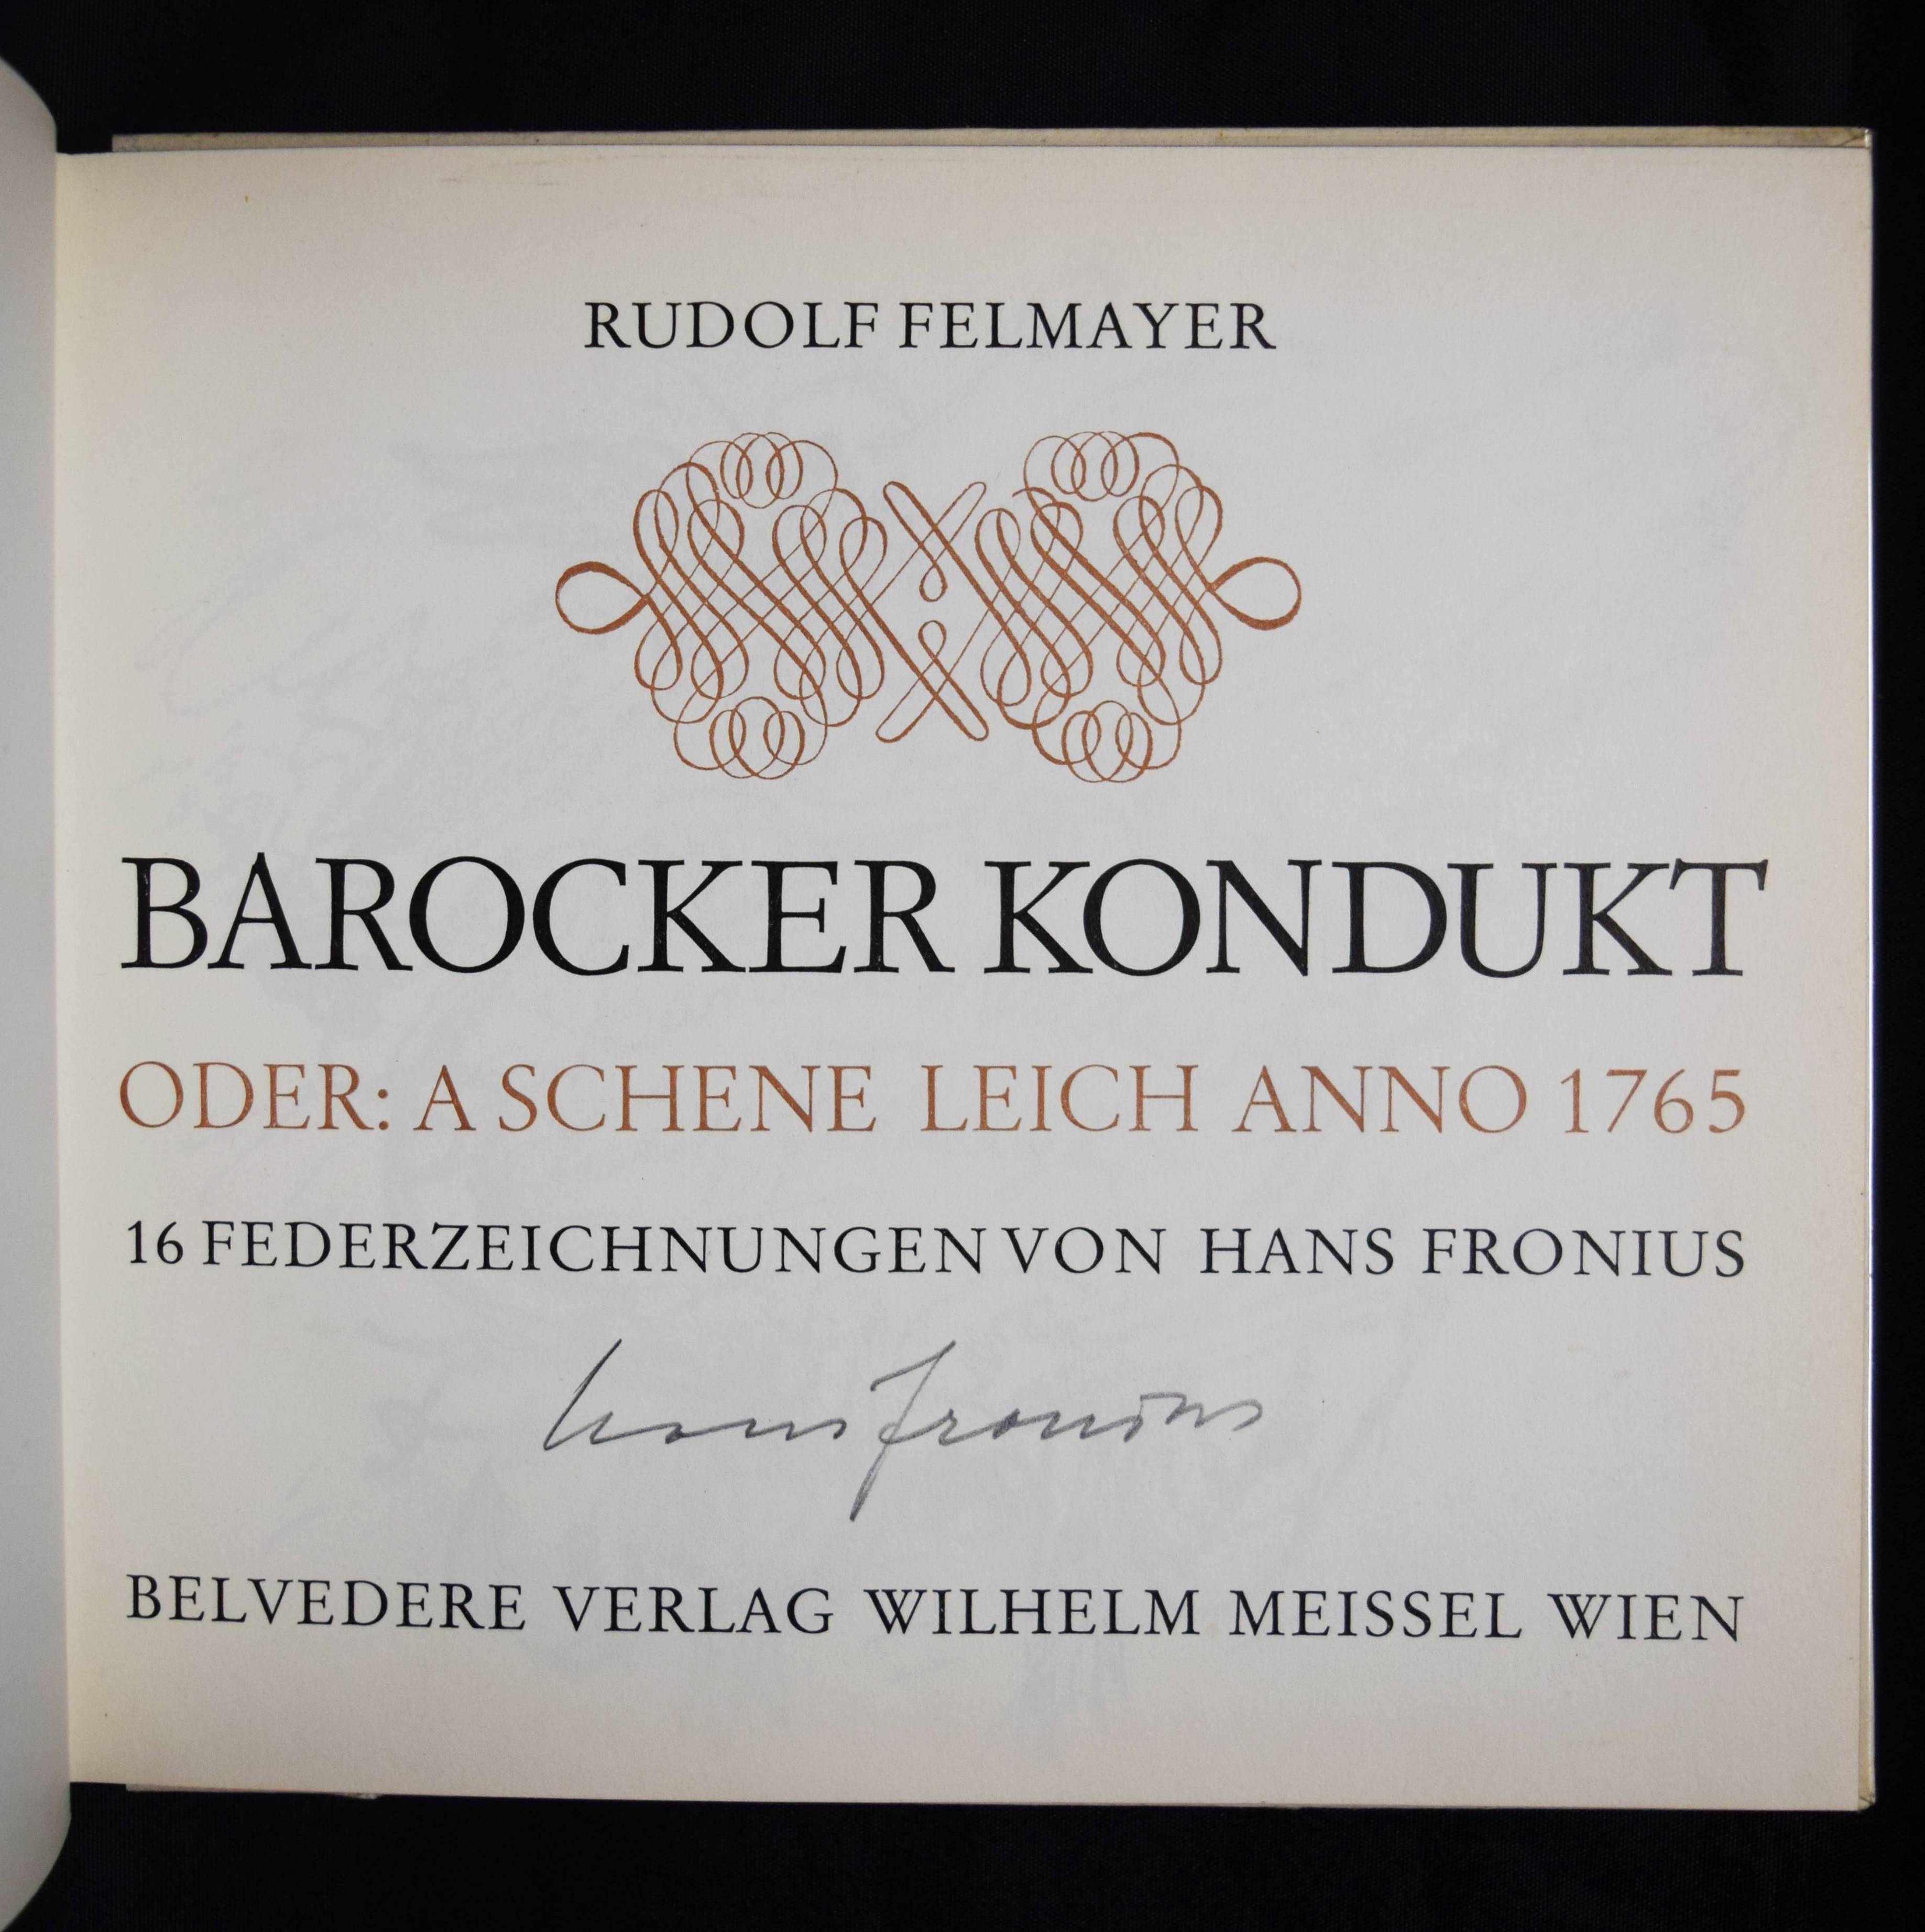 RUDOLF FELMAYER
BAROCKER KONDUKT
ODER: A SCHENE LEICH ANNO 1765
16 FEDERZEICHNUNGEN VON HANS FRONIUS
hans fronius
BELVEDERE VERLAG WILHELM MEISSEL WIEN